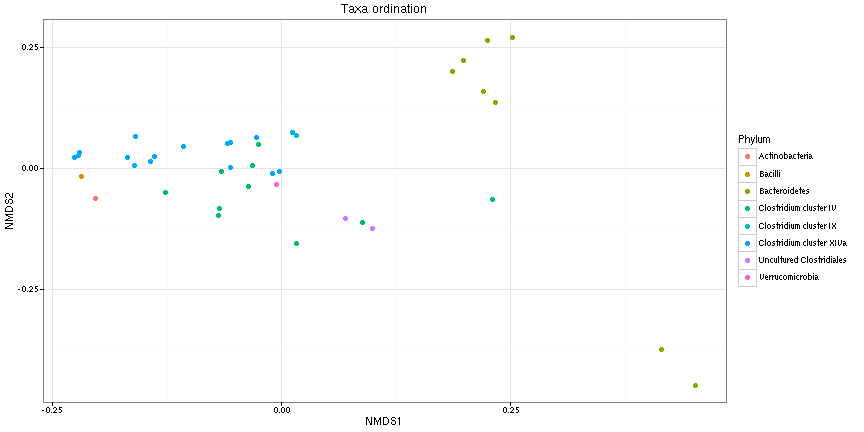 Taxa ordination
0.25
0.00
-0.25
NMDS2
-0.25
0.00
0.25
NMDS1
Phylum
Actinobacteria
Bacilli
Bacteroidetes
Clostridium cluster IV
Clostridium cluster IX
Clostridium cluster XIVa
Uncultured Clostridiales
Verrucomicrobia